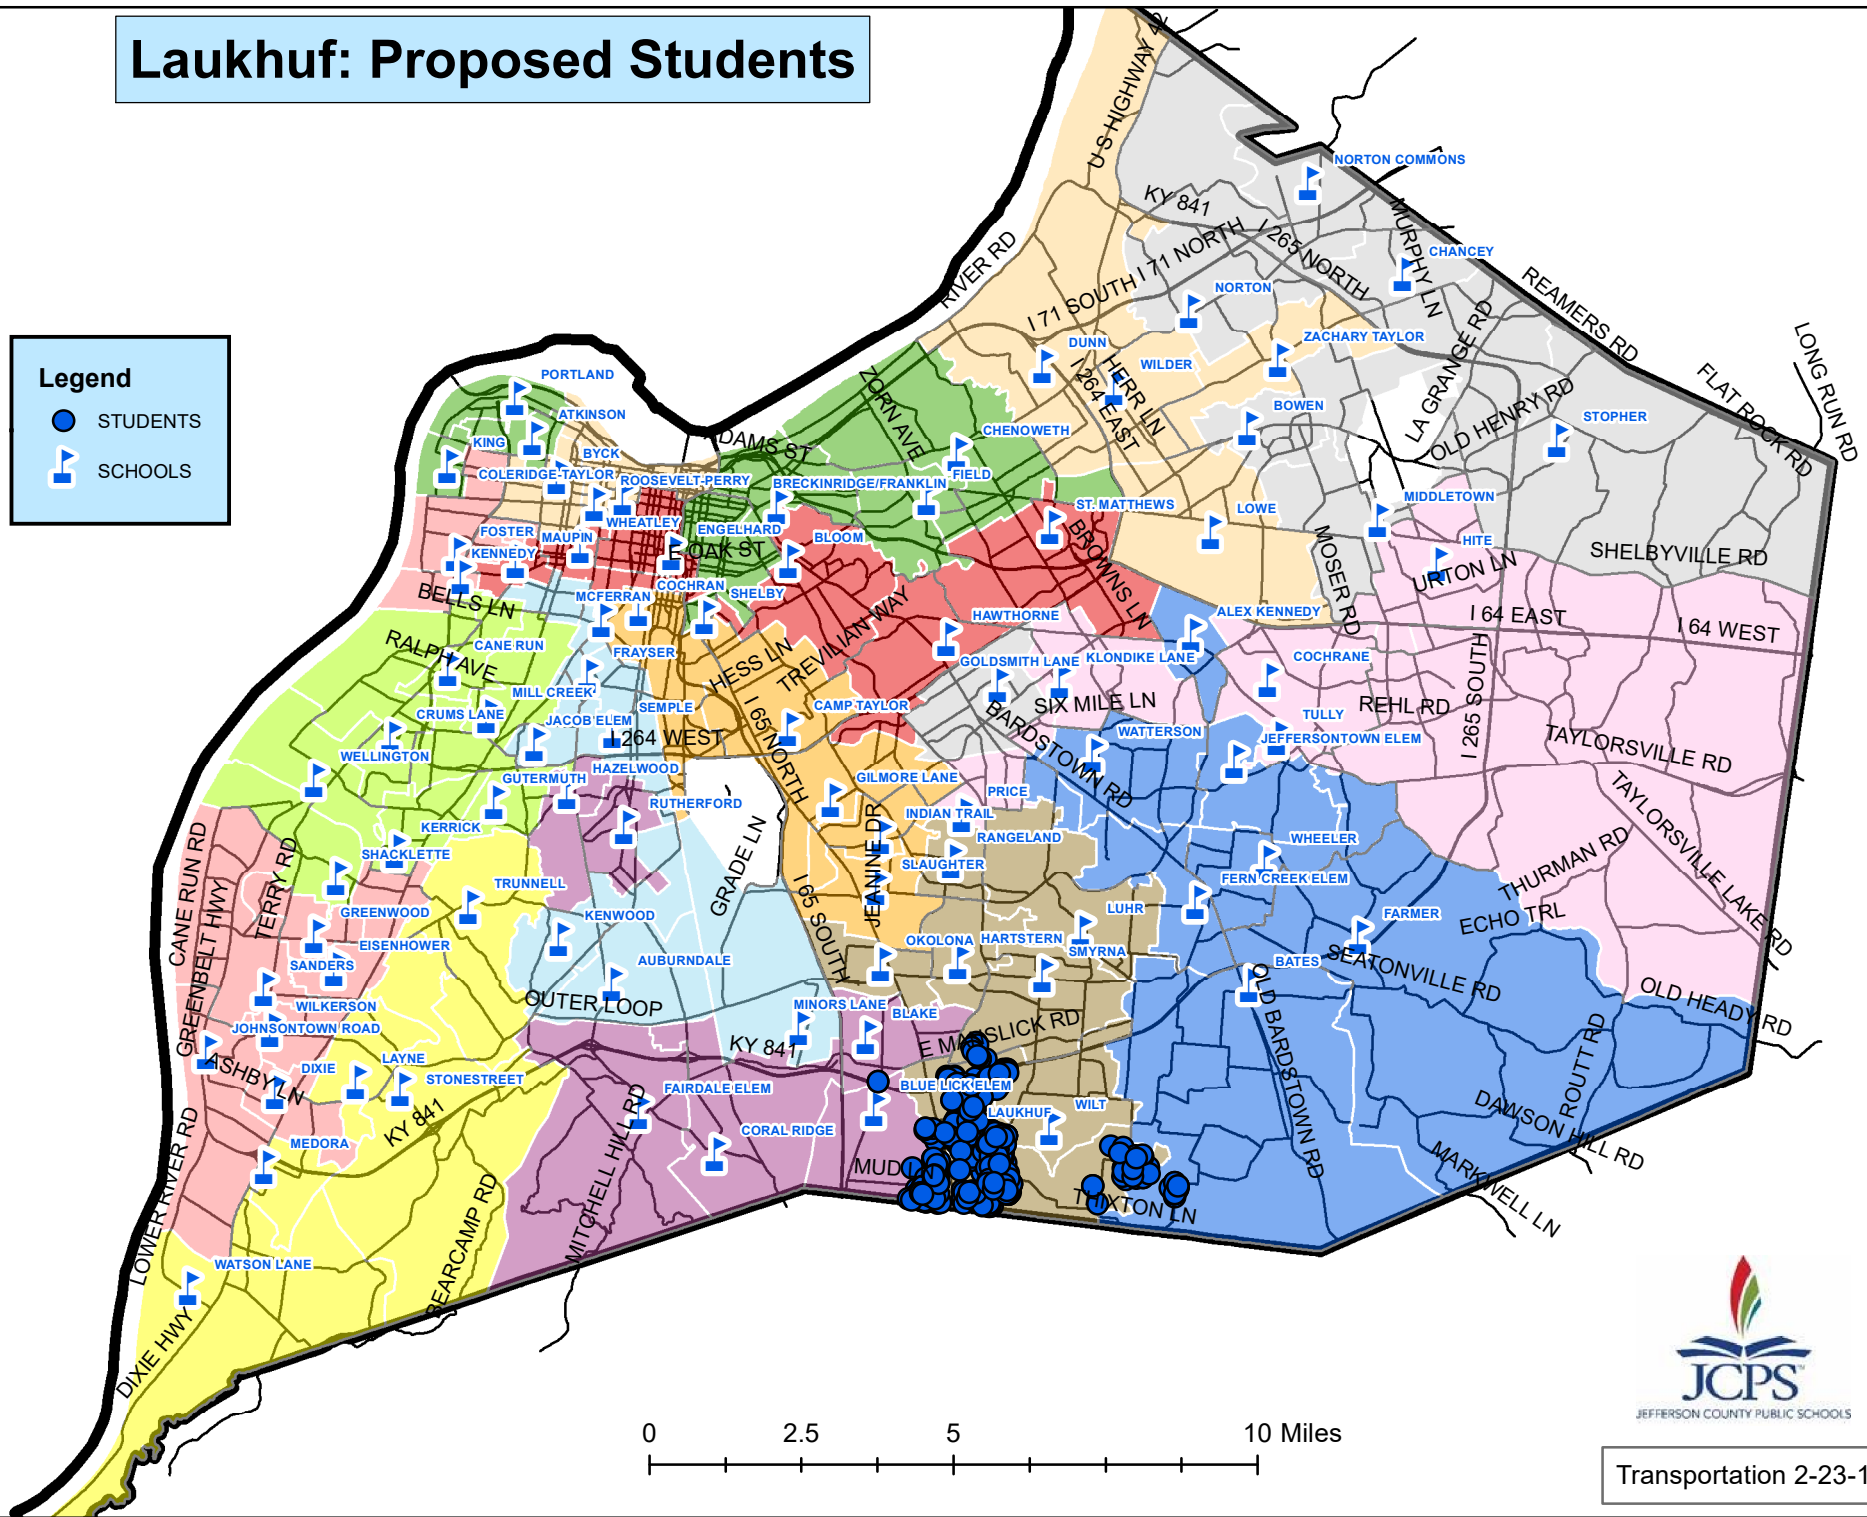 Laukhuf: Proposed Students
Legend
STUDENTS
SCHOOLS
U S HIGHWAY 42
NORTON COMMONS
KY 841
I 265 NORTH
MURPHY LN
CHANCEY
RIVER RD
I 71 SOUTH
I 71 NORTH
NORTON
REAMERS RD
LONG RUN RD
ZACHARY TAYLOR
DUNN
WILDER
HERR LN
I 264 EAST
LA GRANGE RD
FLAT ROCK RD
PORTLAND
ZORN AVE
BOWEN
OLD HENRY RD
STOPHER
ATKINSON
KING
BYCK
ADAMS ST
CHENOWETH
COLERIDGE-TAYLOR
ROOSEVELT-PERRY
BRECKINRIDGE/FRANKLIN
FIELD
ST. MATTHEWS
LOWE
MIDDLETOWN
FOSTER
MAUPIN
WHEATLEY
ENGELHARD
BLOOM
BROWNS LN
MOSER RD
HITE
SHELBYVILLE RD
KENNEDY
E OAK ST
URTON LN
BELLS LN
MCFERRAN
COCHRAN
SHELBY
HAWTHORNE
ALEX KENNEDY
I 64 EAST
I 64 WEST
RALPH AVE
CANE RUN
FRAYSER
HESS LN
TREVILIAN WAY
GOLDSMITH LANE
KLONDIKE LANE
COCHRANE
I 265 SOUTH
MILL CREEK
SEMPLE
CAMP TAYLOR
SIX MILE LN
REHL RD
CRUMS LANE
JACOB ELEM
I 264 WEST
I 65 NORTH
BARDSTOWN RD
WATTERSON
TULLY
JEFFERSONTOWN ELEM
TAYLORSVILLE RD
WELLINGTON
GUTERMUTH
HAZELWOOD
GILMORE LANE
PRICE
TAYLORSVILLE LAKE RD
RUTHERFORD
INDIAN TRAIL
RANGELAND
WHEELER
THURMAN RD
CANE RUN RD
TERRY RD
KERRICK
SHACKLETTE
GRADE LN
JEANINE DR
SLAUGHTER
FERN CREEK ELEM
GREENBELT HWY
TRUNNELL
I 65 SOUTH
GREENWOOD
KENWOOD
LUHR
FARMER
ECHO TRL
EISENHOWER
OKOLONA
HARTSTERN
SMYRNA
SANDERS
AUBURNDALE
BATES
SEATONVILLE RD
OLD HEADY RD
WILKERSON
OUTER LOOP
MINORS LANE
BLAKE
JOHNSONTOWN ROAD
KY 841
E MANSLICK RD
OLD BARDSTOWN RD
ROUTT RD
ASHBY LN
DIXIE
LAYNE
STONESTREET
FAIRDALE ELEM
BLUE LICK ELEM
LAUKHUF
WILT
DAWSON HILL RD
KY 841
MEDORA
MITCHELL HILL RD
CORAL RIDGE
MUD L
THIXTON LN
MARKWELL LN
LOWER RIVER RD
BEARCAMP RD
WATSON LANE
DIXIE HWY
0 2.5 5 10 Miles
JCPS
JEFFERSON COUNTY PUBLIC SCHOOLS
Transportation 2-23-1